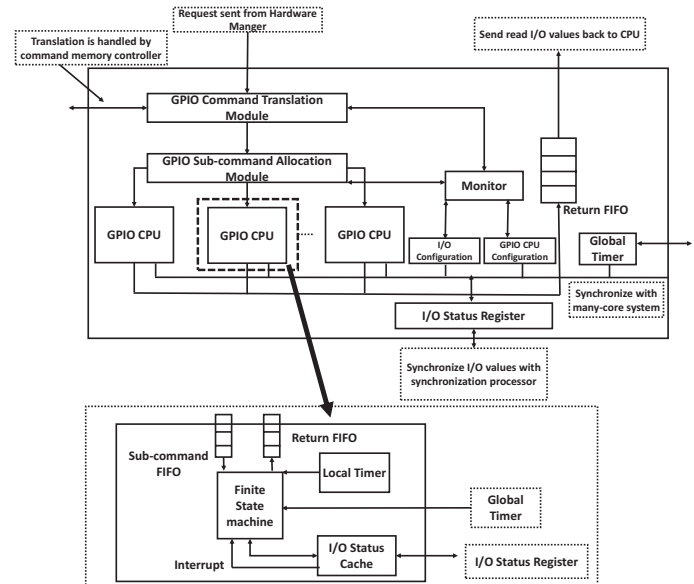 Request sent from Hardware
Manger
Translation is handled by
command memory controller
Send read I/O values back to CPU
GPIO Command Translation
Module
GPIO Sub-command Allocation
Module
Monitor
Return FIFO
GPIO CPU
GPIO CPU
GPIO CPU
I/O
Configuration
GPIO CPU
Configuration
Global
Timer
I/O Status Register
Synchronize with
many-core system
Synchronize I/O values with
synchronization processor
Sub-command
FIFO
Return FIFO
Local Timer
Finite
State
machine
Global
Timer
I/O Status
Cache
Interrupt
I/O Status Register